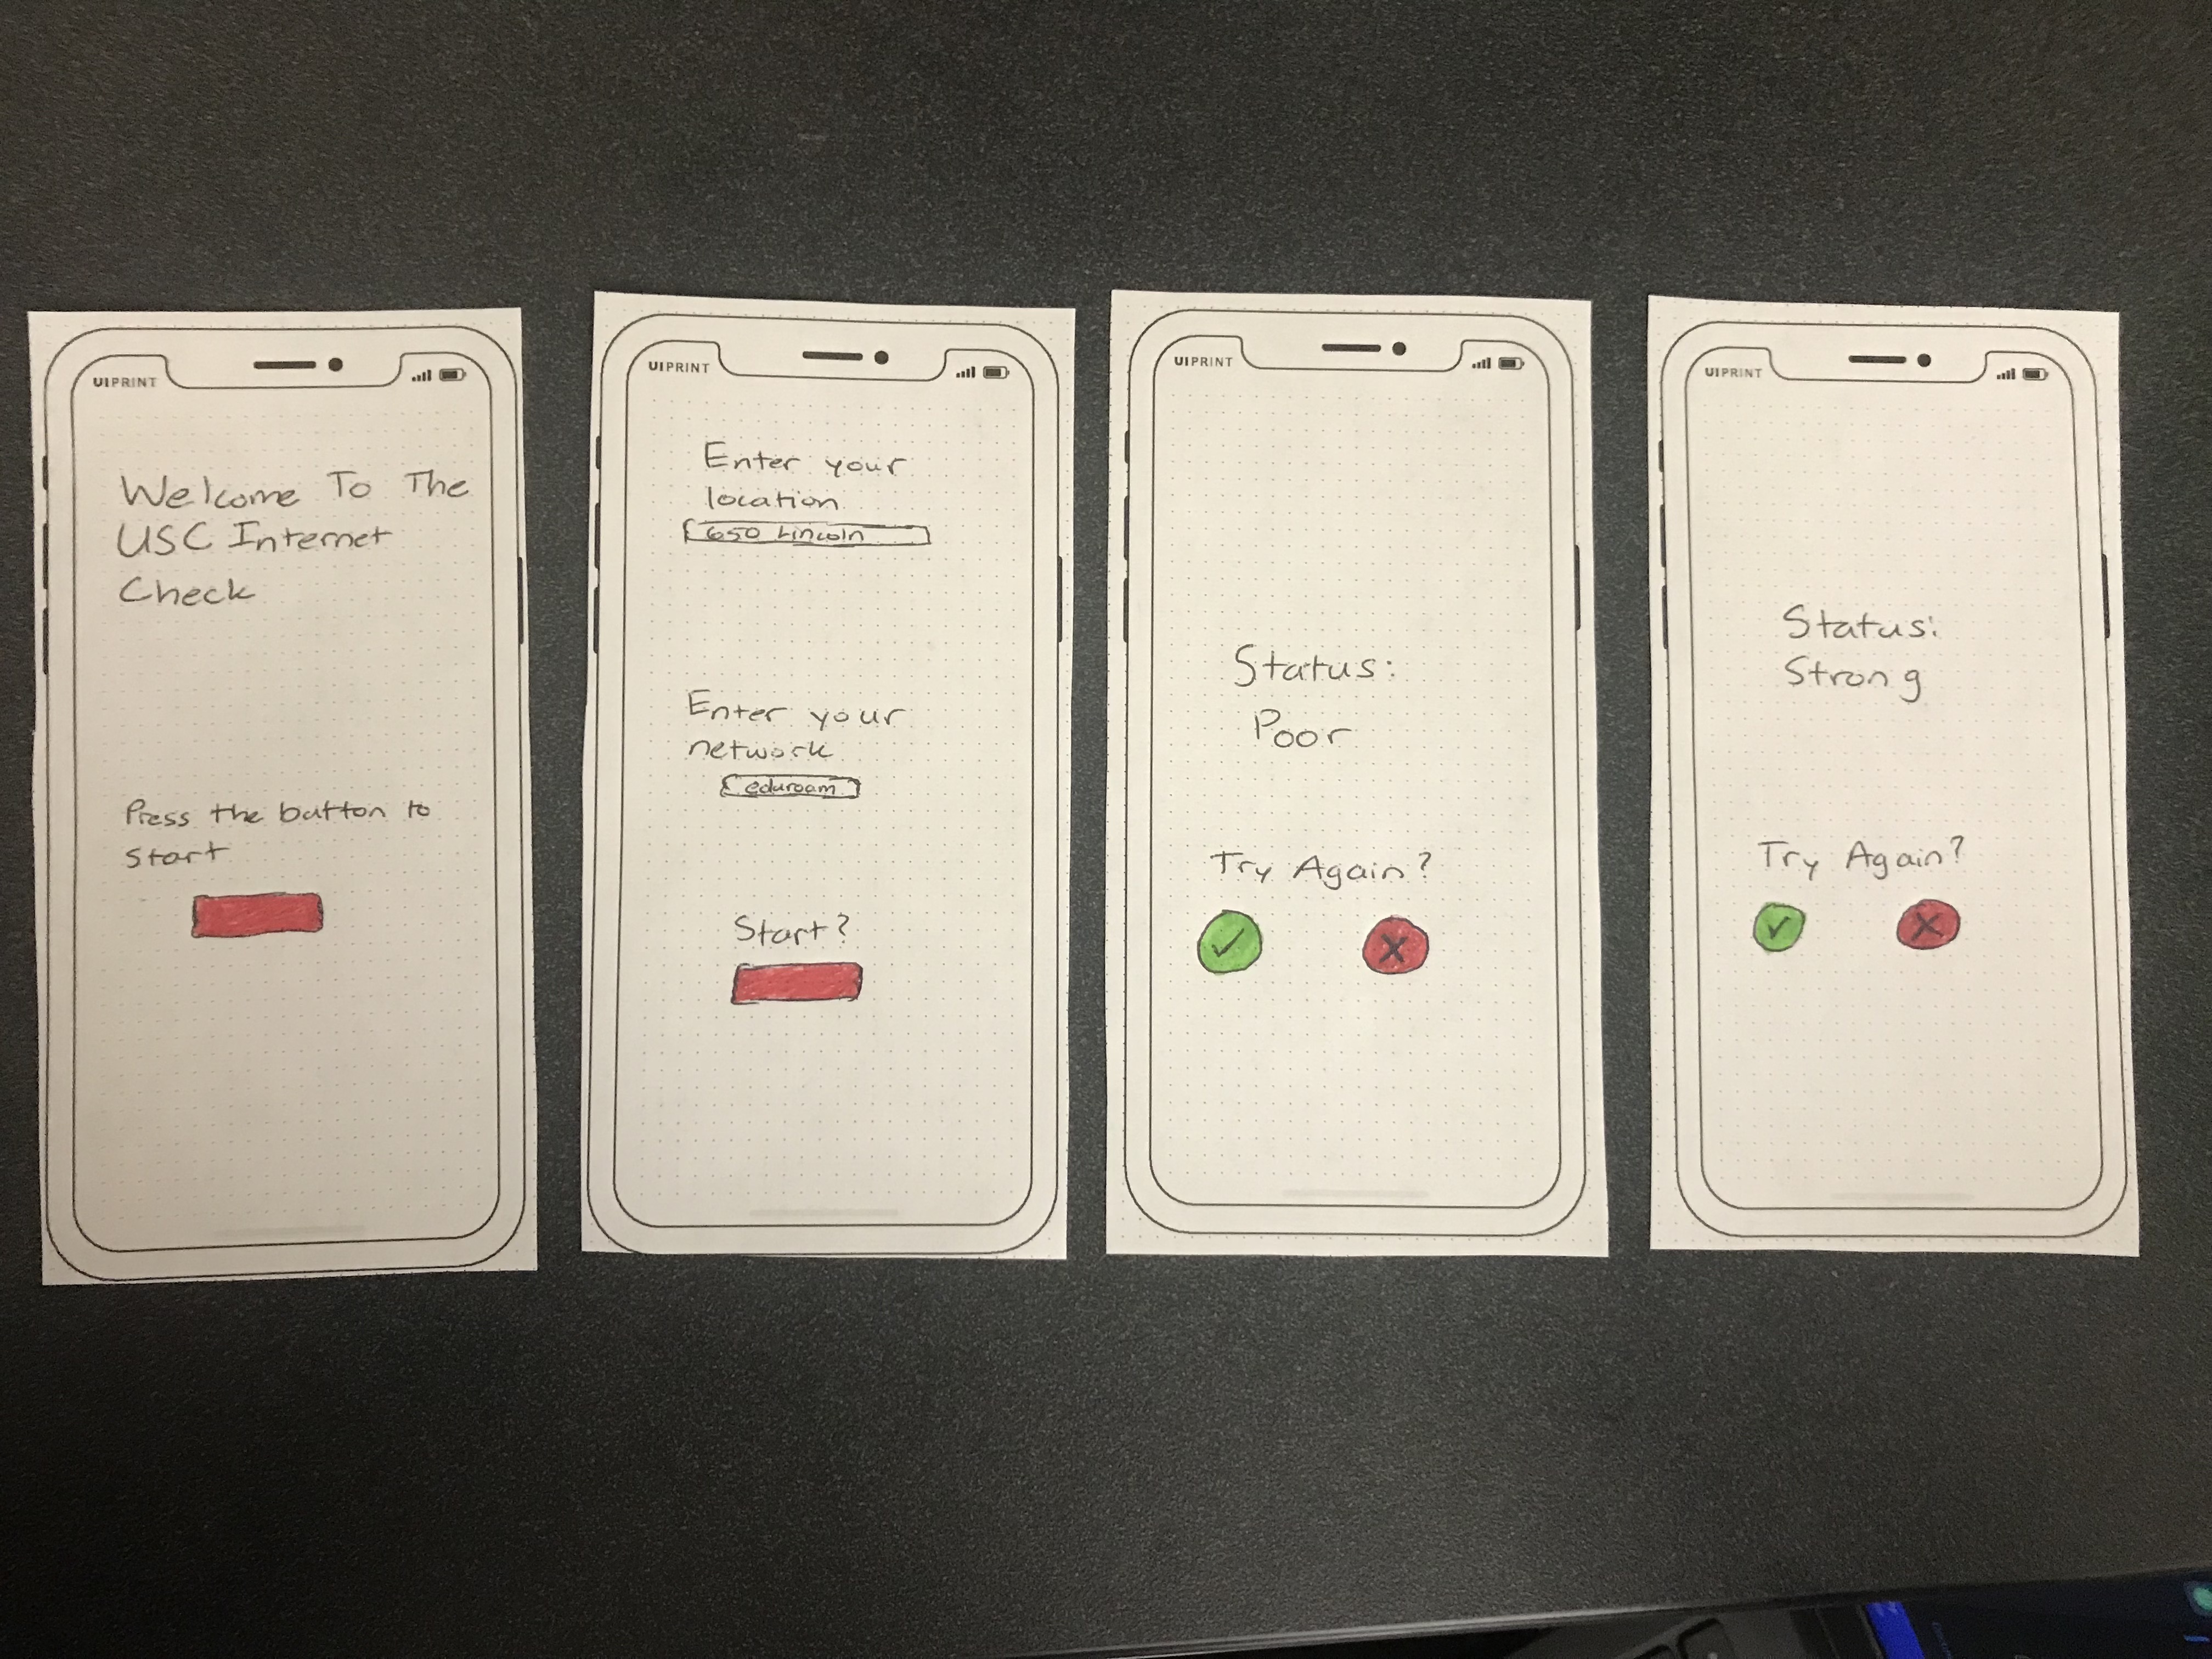 UIPRINT
Welcome To The
USC Internet
Check
Press the button to
Start
UIPRINT
Enter your
location
650 Lincoln
Enter your
network
eduroam
Start?
UIPRINT
Status:
Poor
Try Again?
UIPRINT
Status:
Strong
Try Again?